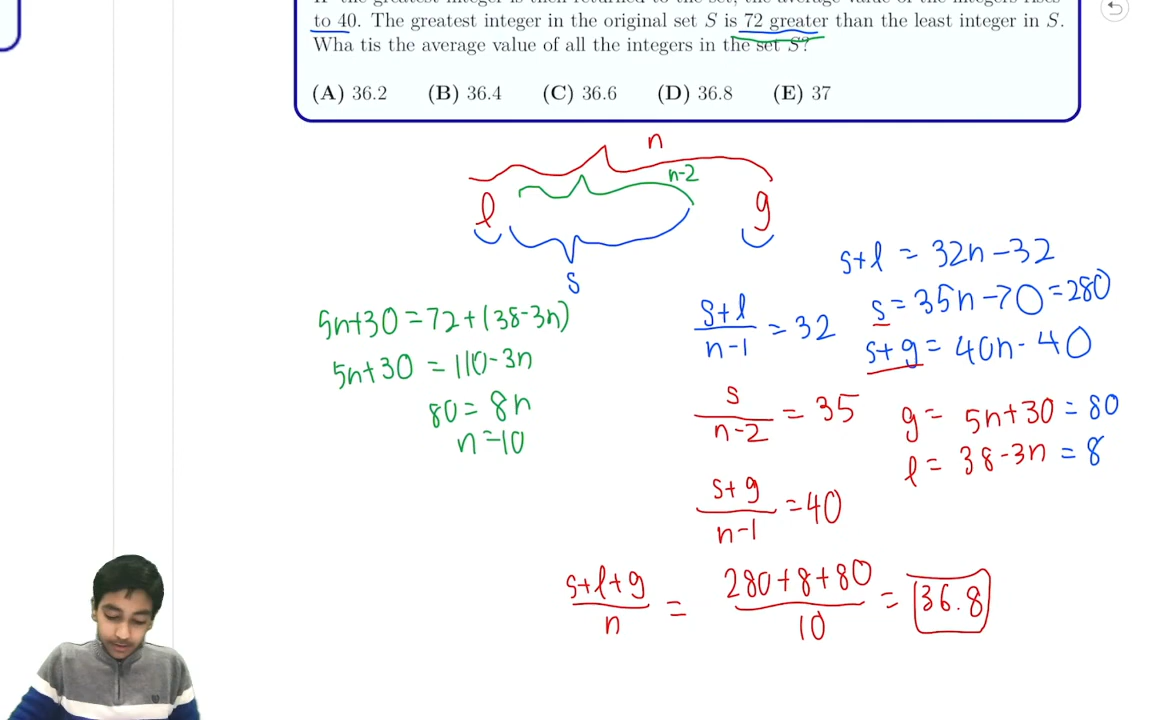 to 40. The greatest integer in the original set S is 72 greater than the least integer in S.
Wha tis the average value of all the integers in the set S?
(A) 36.2 (B) 36.4 (C) 36.6 (D) 36.8 (E) 37
n
n-2
l g
s
s+l = 32n-32
s = 35n-70 = 280
s+g = 40n-40
g = 5n+30 = 80
l = 38-3n = 8
5n+30 = 72+(38-3n)
5n+30 = 110-3n
80 = 8n
n=10
s+l/n-1 = 32
s/n-2 = 35
s+g/n-1 = 40
s+l+g/n = 280+8+80/10 = 36.8